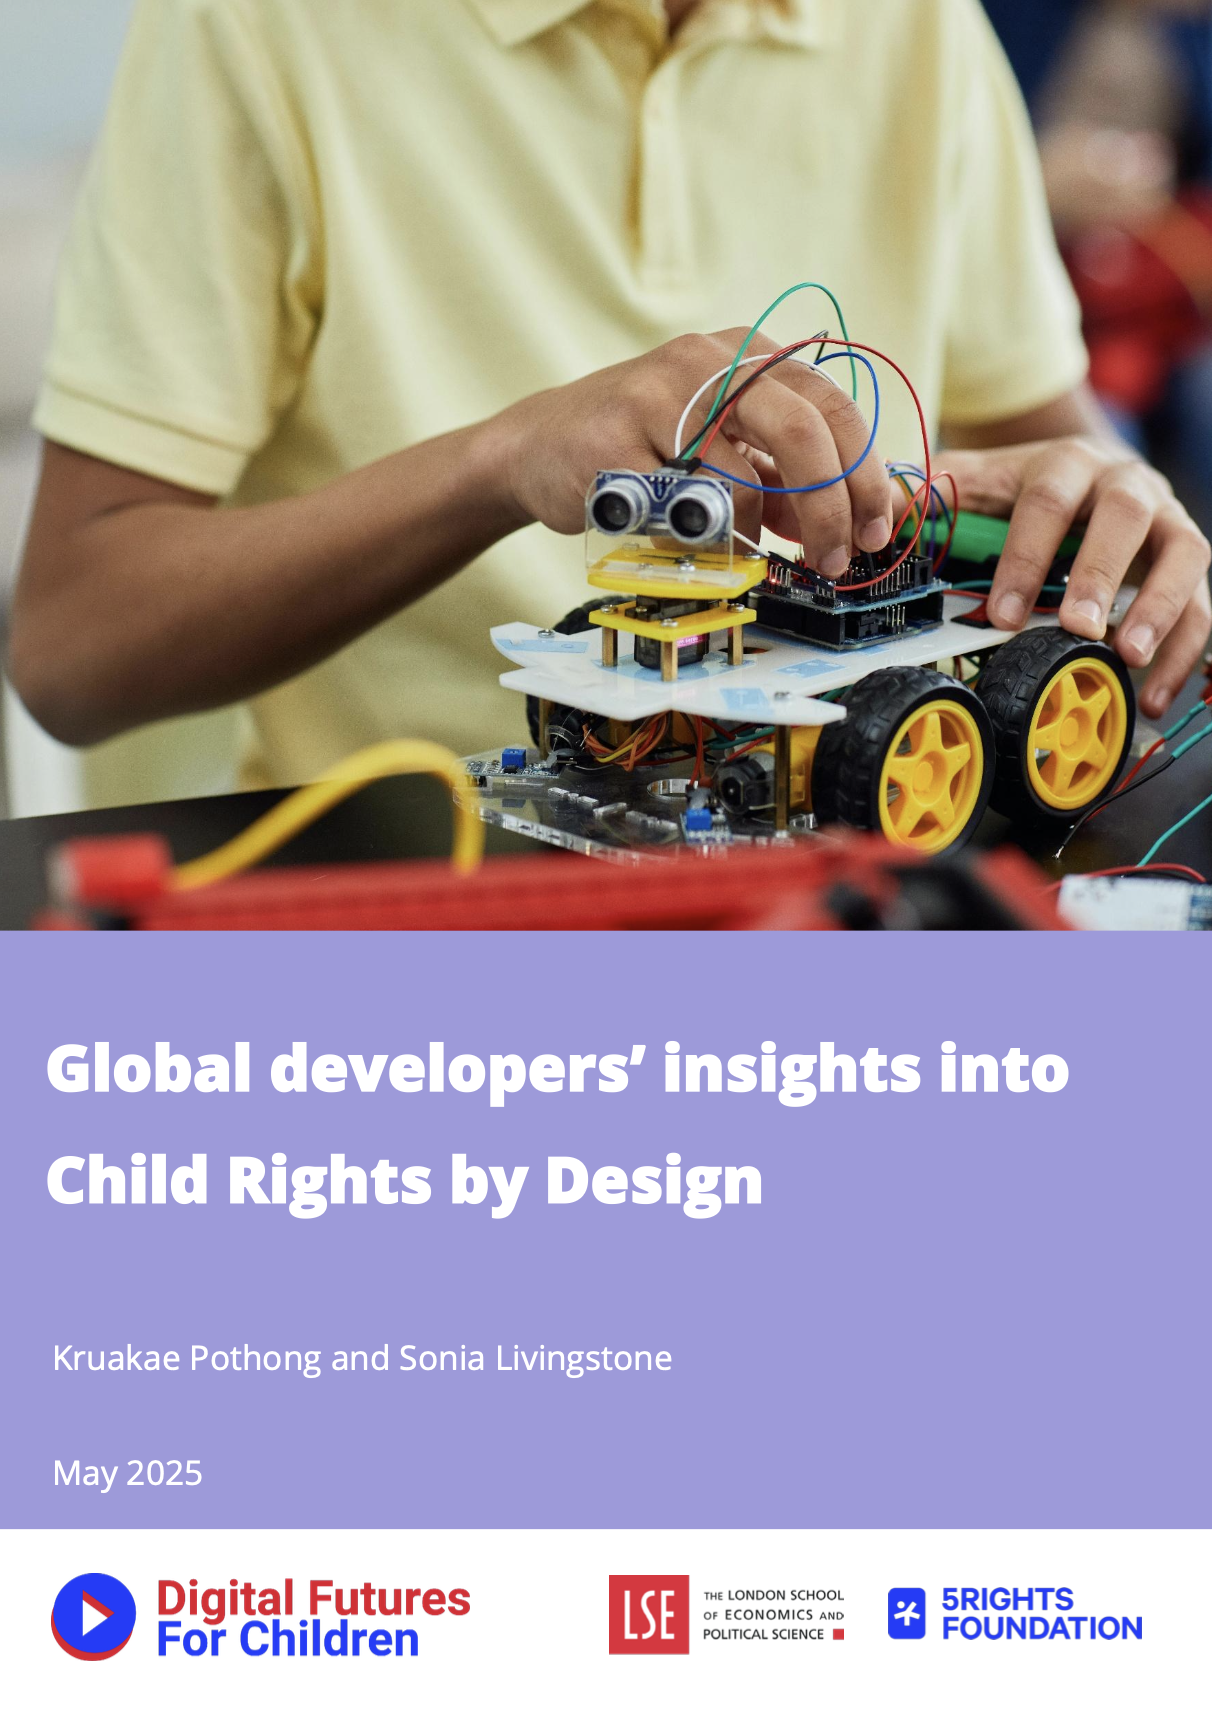 Global developers’ insights into
Child Rights by Design
Kruakae Pothong and Sonia Livingstone
May 2025
Digital Futures
For Children
LSE
THE LONDON SCHOOL
OF ECONOMICS AND
POLITICAL SCIENCE
5RIGHTS
FOUNDATION